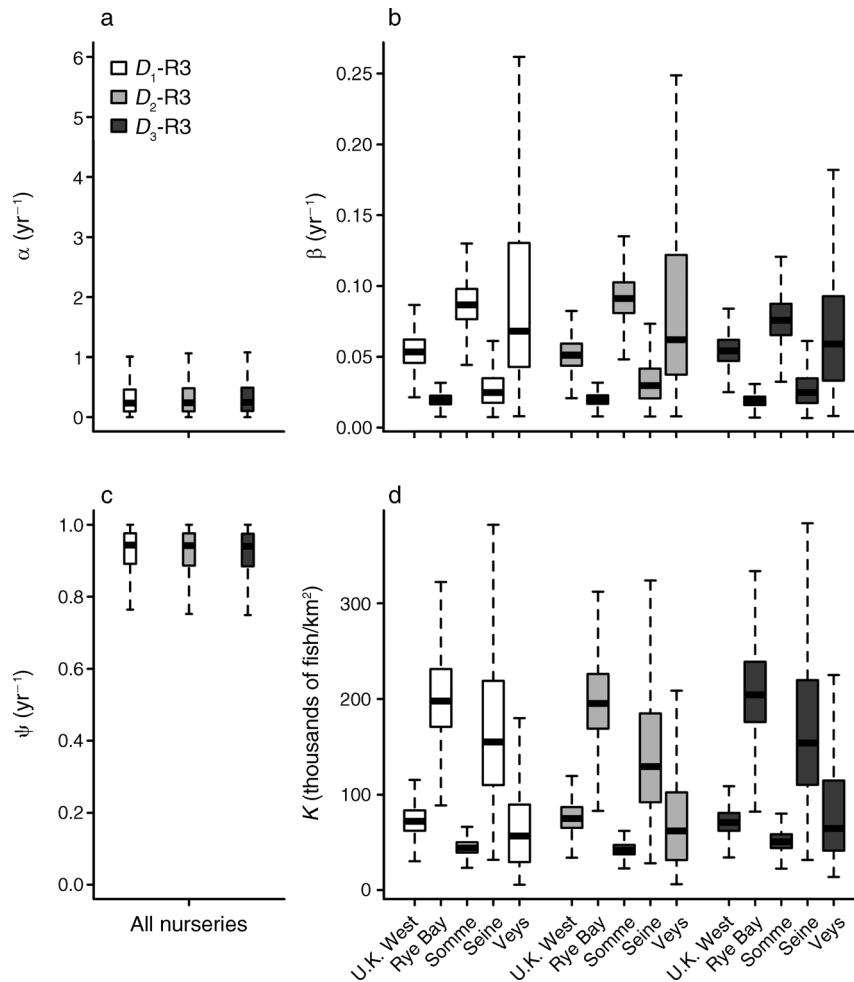 a
6
5
4
3
2
1
0
α (yr⁻¹)
D₁-R3
D₂-R3
D₃-R3
b
0.25
0.20
0.15
0.10
0.05
0.00
β (yr⁻¹)
c
1.0
0.8
0.6
0.4
0.2
0.0
ψ (yr⁻¹)
All nurseries
d
300
200
100
0
K (thousands of fish/km²)
U.K. West
Rye Bay
Somme
Seine
Veys
U.K. West
Rye Bay
Somme
Seine
Veys
U.K. West
Rye Bay
Somme
Seine
Veys